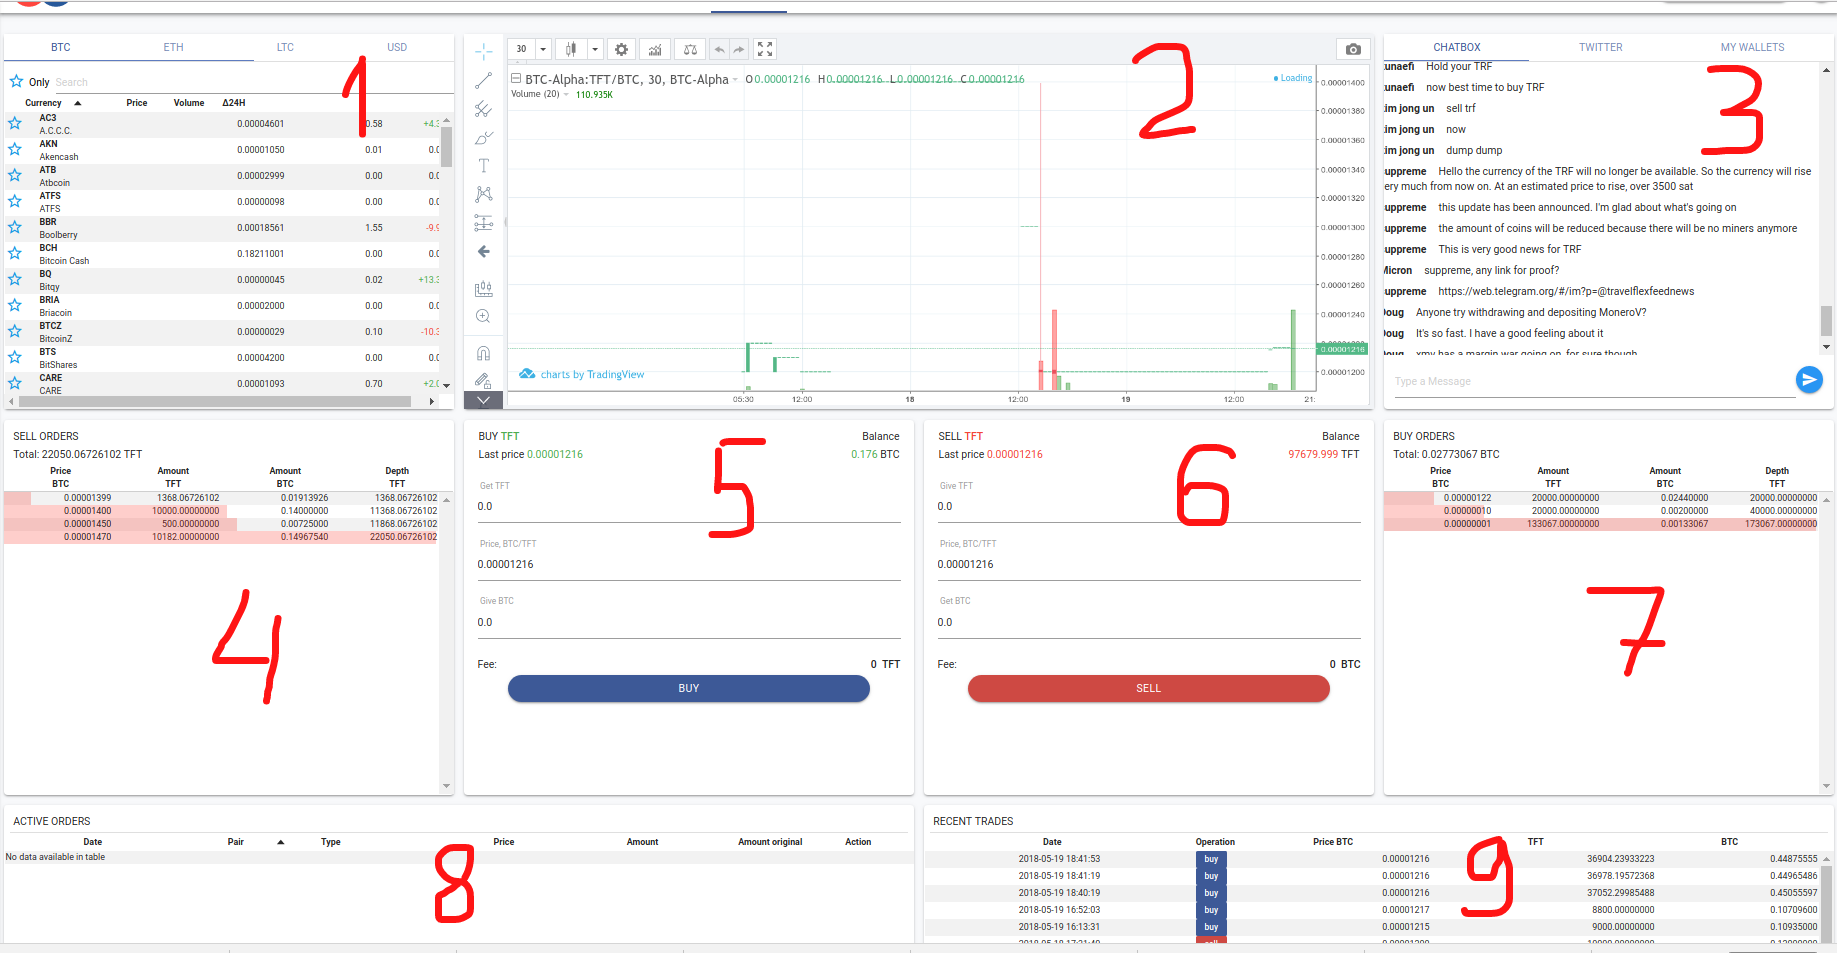 BTC ETH LTC USD
1
Only Search
Currency Price Volume Δ24H
AC3
A.C.C.C. 0.00004601 0.58
AKN
Akencash 0.00001050 0.01
ATB
Atbcoin 0.00002999 0.00
ATFS
ATFS 0.00000098 0.00
BBR
Boolberry 0.00018561 1.55
BCH
Bitcoin Cash 0.18211001 0.00
BQ
Bitqy 0.00000045 0.02 +13.3
BRIA
Briacoin 0.00002000 0.00
BTCZ
BitcoinZ 0.00000029 0.10 -10.3
BTS
BitShares 0.00004200 0.00
CARE
CARE 0.00001093 0.70
30
BTC-Alpha:TFT/BTC, 30, BTC-Alpha O0.00001216 H0.00001216 L0.00001216 C0.00001216
Volume (20) 110.935K
Loading
2
0.00001400
0.00001380
0.00001360
0.00001340
0.00001320
0.00001300
0.00001280
0.00001260
0.00001240
0.00001216
0.00001200
charts by TradingView
05:30 12:00 18 12:00 19 12:00 21:
CHATBOX TWITTER MY WALLETS
3
unaefi Hold your TRF
unaefi now best time to buy TRF
im jong un sell trf
im jong un now
im jong un dump dump
uppreme Hello the currency of the TRF will no longer be available. So the currency will rise
ery much from now on. At an estimated price to rise, over 3500 sat
uppreme this update has been announced. I'm glad about what's going on
uppreme the amount of coins will be reduced because there will be no miners anymore
uppreme This is very good news for TRF
Micron suppreme, any link for proof?
uppreme https://web.telegram.org/#/im?p=@travelflexfeednews
oug Anyone try withdrawing and depositing MoneroV?
oug It's so fast. I have a good feeling about it
oug xmy has a margin war going on, for sure though
Type a Message
SELL ORDERS
Total: 22050.06726102 TFT
Price Amount Amount Depth
BTC TFT BTC TFT
0.00001399 1368.06726102 0.01913926 1368.06726102
0.00001400 10000.00000000 0.14000000 11368.06726102
0.00001450 500.00000000 0.00725000 11868.06726102
0.00001470 10182.00000000 0.14967540 22050.06726102
4
BUY TFT Balance
Last price 0.00001216 0.176 BTC
5
Get TFT
0.0
Price, BTC/TFT
0.00001216
Give BTC
0.0
Fee: 0 TFT
BUY
SELL TFT Balance
Last price 0.00001216 97679.999 TFT
6
Give TFT
0.0
Price, BTC/TFT
0.00001216
Get BTC
0.0
Fee: 0 BTC
SELL
BUY ORDERS
Total: 0.02773067 BTC
Price Amount Amount Depth
BTC TFT BTC TFT
0.00000122 20000.00000000 0.02440000 20000.00000000
0.00000010 20000.00000000 0.00200000 40000.00000000
0.00000001 133067.00000000 0.00133067 173067.00000000
7
ACTIVE ORDERS
Date Pair Type Price Amount Amount original Action
No data available in table
8
RECENT TRADES
Date Operation Price BTC TFT BTC
2018-05-19 18:41:53 buy 0.00001216 36904.23933223 0.44875555
2018-05-19 18:41:19 buy 0.00001216 36978.19572368 0.44965486
2018-05-19 18:40:19 buy 0.00001216 37052.29985488 0.45055597
2018-05-19 16:52:03 buy 0.00001217 8800.00000000 0.10709600
2018-05-19 16:13:31 buy 0.00001215 9000.00000000 0.10935000
9